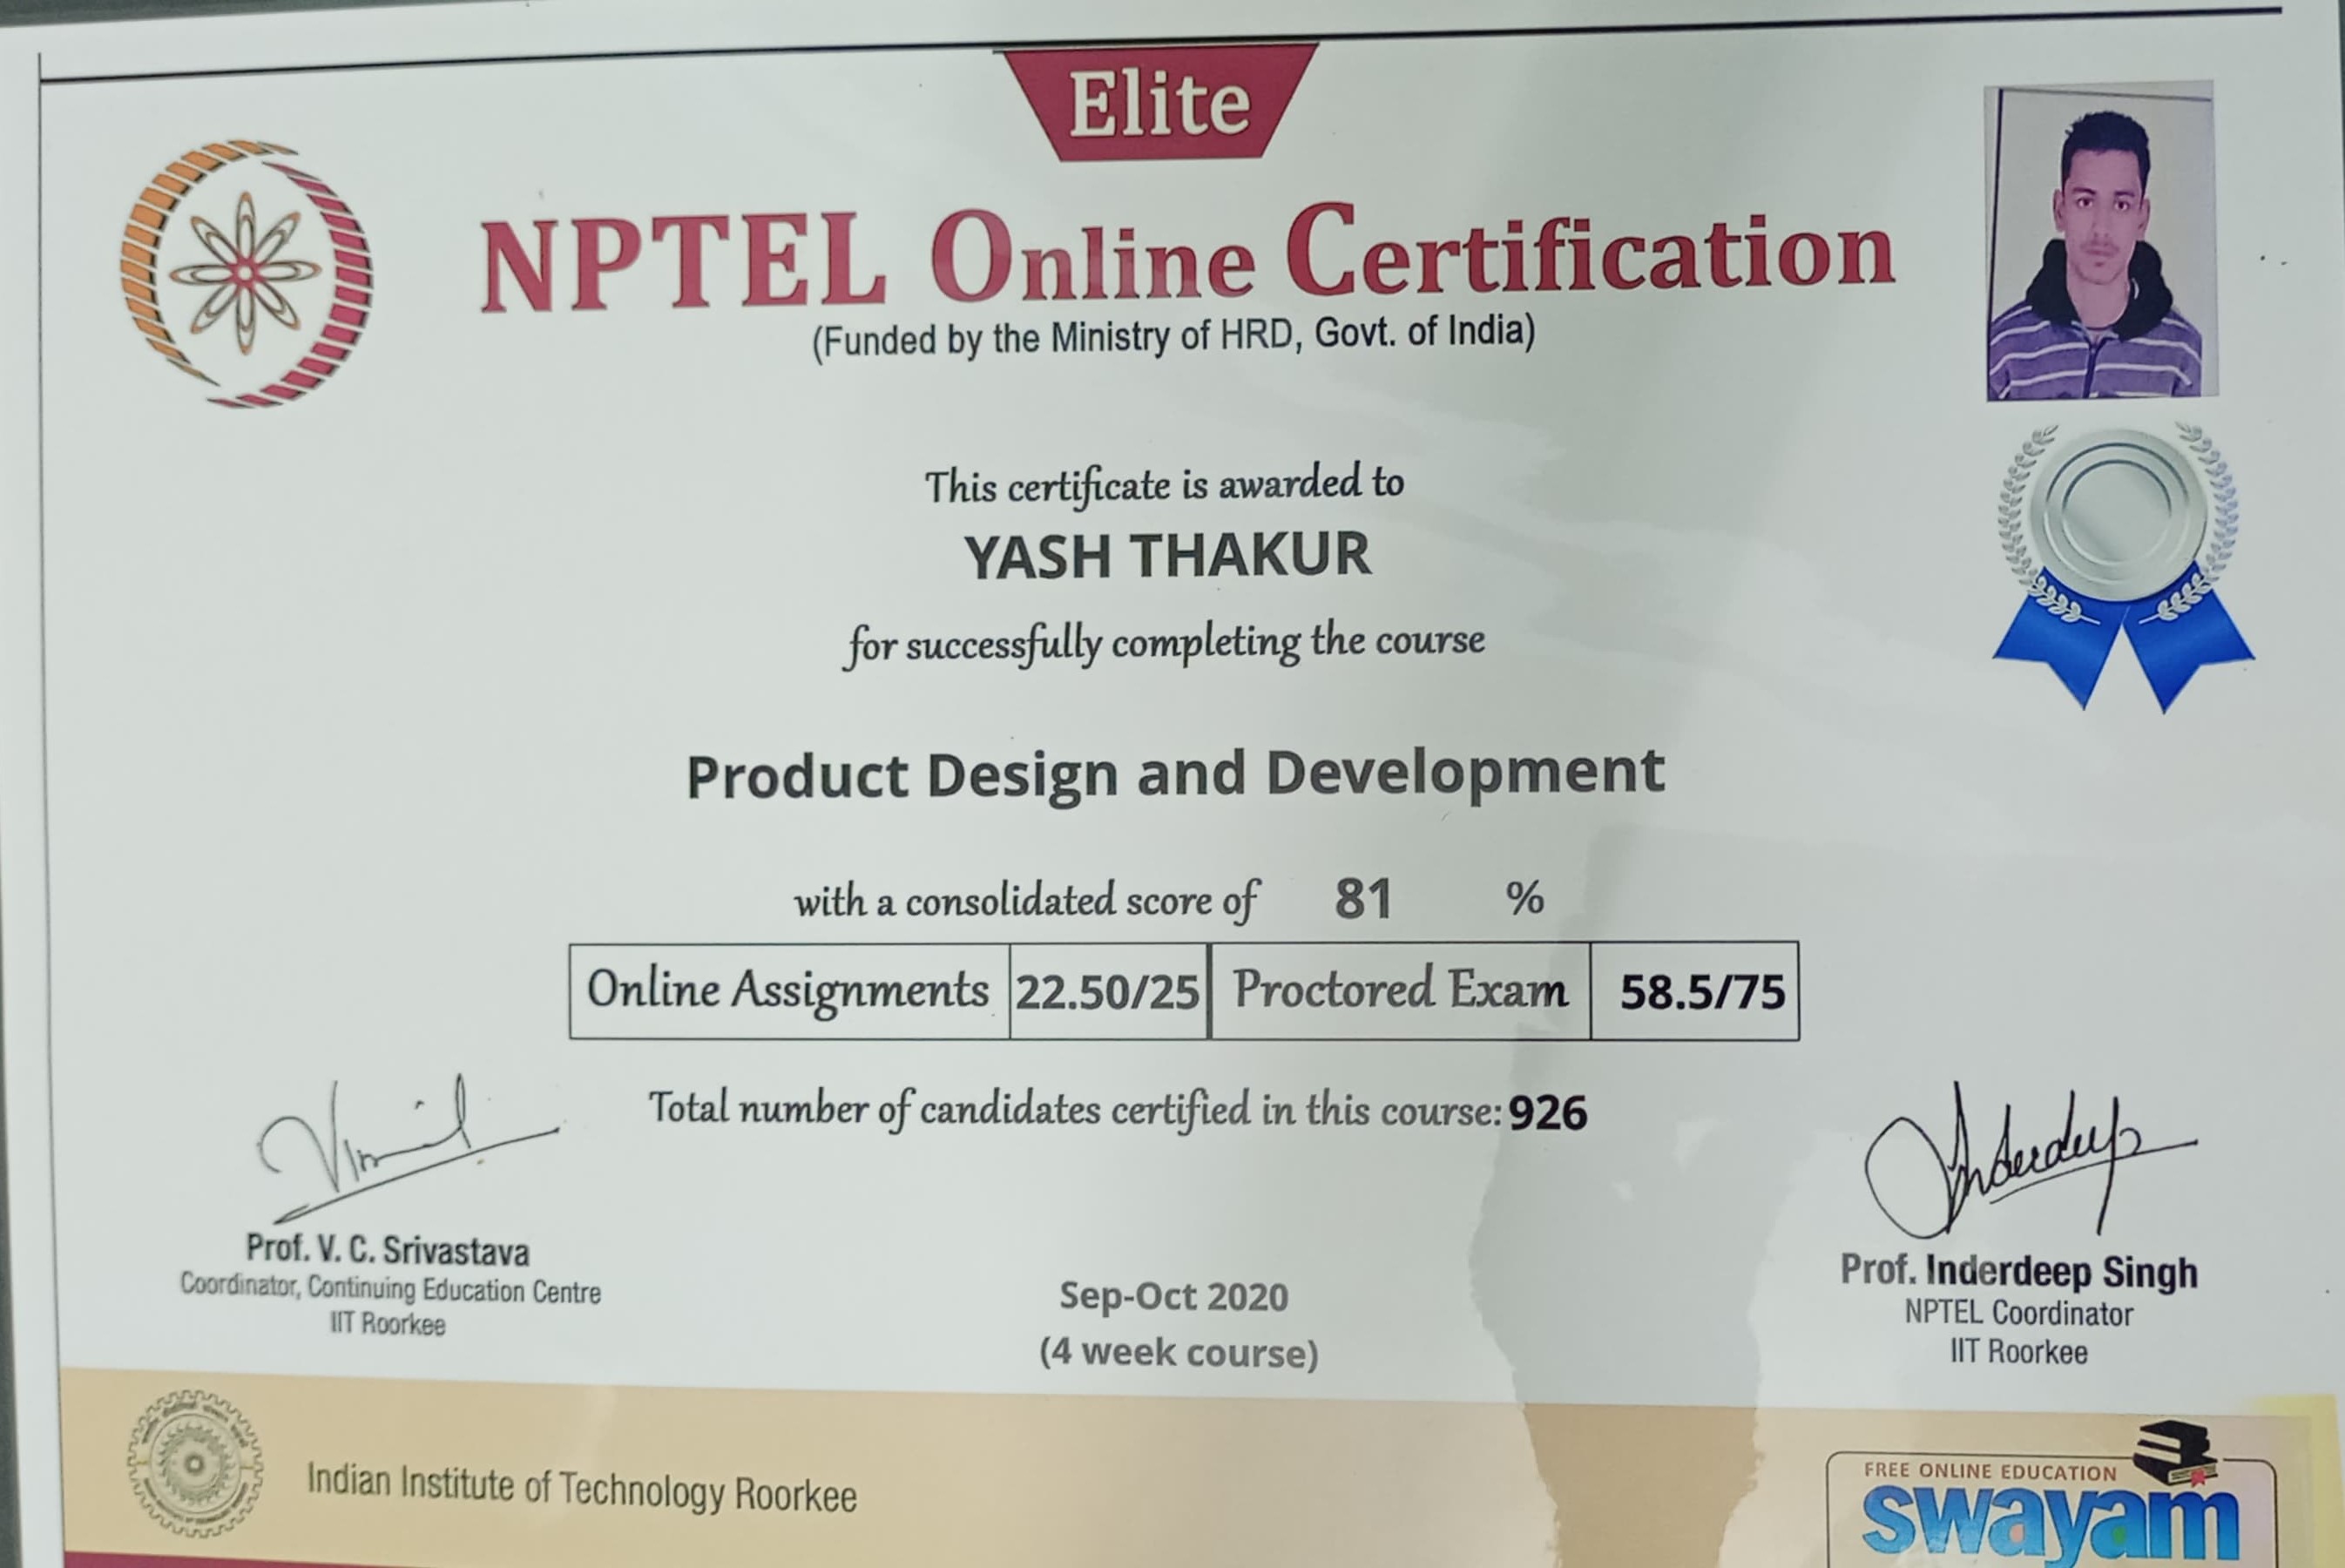 Elite
NPTEL Online Certification
(Funded by the Ministry of HRD, Govt. of India)
This certificate is awarded to
YASH THAKUR
for successfully completing the course
Product Design and Development
with a consolidated score of 81 %
Online Assignments 22.50/25 Proctored Exam 58.5/75
Total number of candidates certified in this course: 926
Vimil
Inderdeep
Prof. V. C. Srivastava
Coordinator, Continuing Education Centre
IIT Roorkee
Sep-Oct 2020
(4 week course)
Prof. Inderdeep Singh
NPTEL Coordinator
IIT Roorkee
Indian Institute of Technology Roorkee
FREE ONLINE EDUCATION
swayam